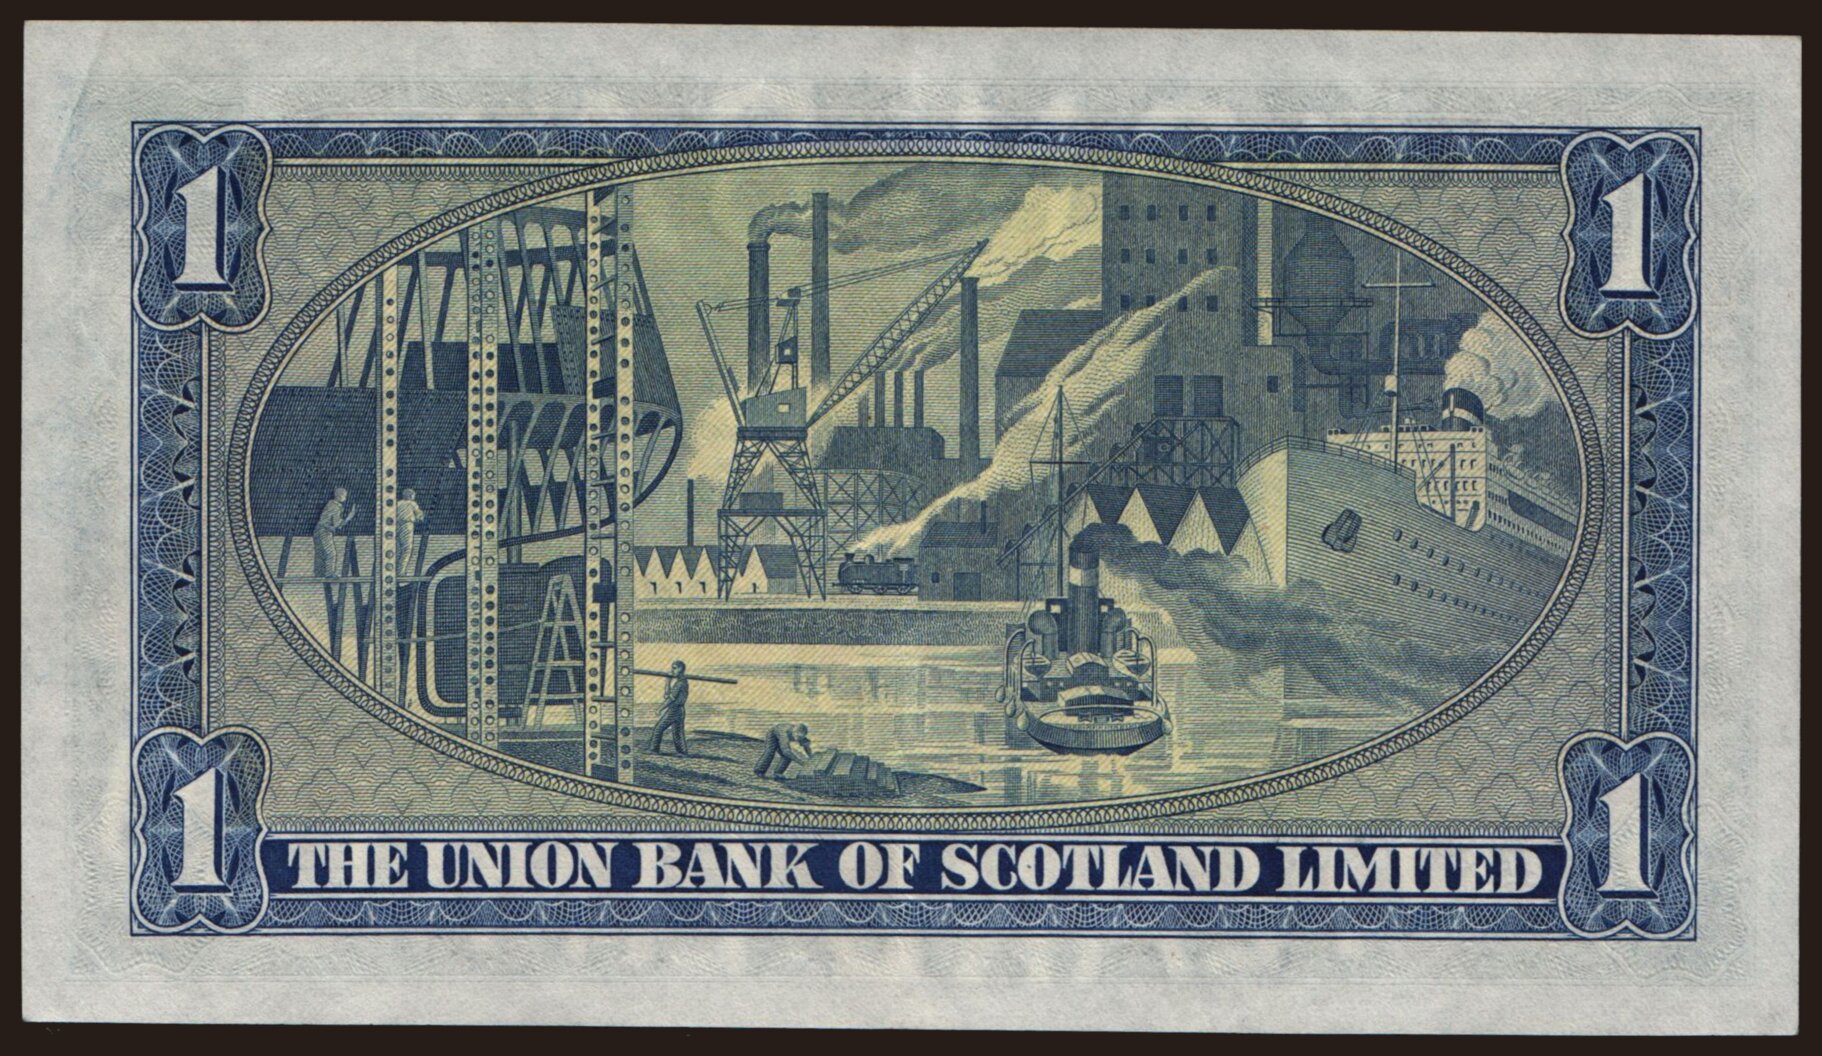 1 1
THE UNION BANK OF SCOTLAND LIMITED
1 1